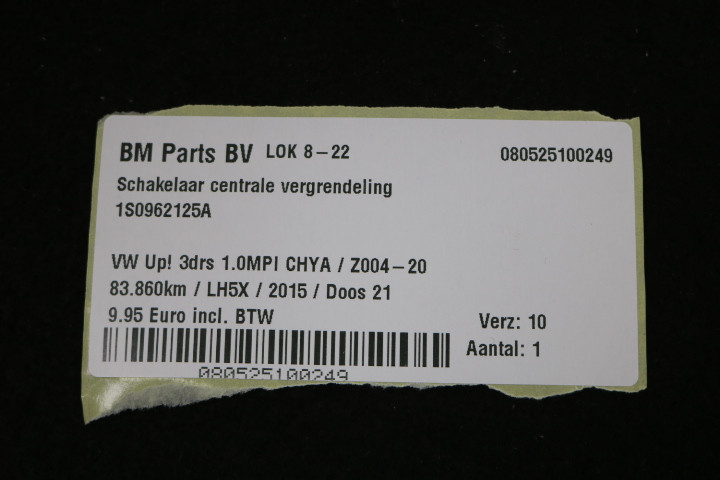 BM Parts BV LOK 8-22 080525100249
Schakelaar centrale vergrendeling
1S0962125A
VW Up! 3drs 1.0MPI CHYA / Z004-20
83.860km / LH5X / 2015 / Doos 21
9.95 Euro incl. BTW Verz: 10
Aantal: 1
080525100249